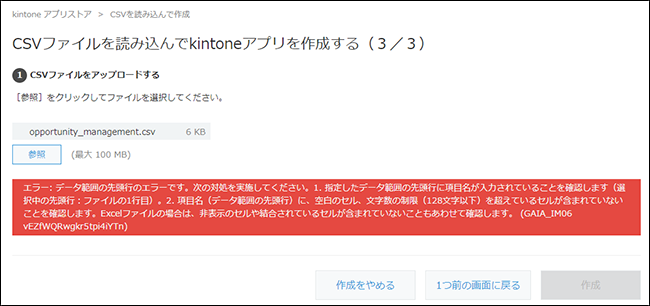 kintone アプリストア > CSVを読み込んで作成
CSVファイルを読み込んでkintoneアプリを作成する（３／３）
1 CSVファイルをアップロードする
［参照］をクリックしてファイルを選択してください。
opportunity_management.csv 6 KB
参照 (最大 100 MB)
エラー: データ範囲の先頭行のエラーです。次の対処を実施してください。1. 指定したデータ範囲の先頭行に項目名が入力されていることを確認します（選
択中の先頭行：ファイルの1行目）。2. 項目名（データ範囲の先頭行）に、空白のセル、文字数の制限（128文字以下）を超えているセルが含まれていない
ことを確認します。Excelファイルの場合は、非表示のセルや結合されているセルが含まれていないこともあわせて確認します。 (GAIA_IM06
vEZfWQRwgkr5tpi4iYTn)
作成をやめる 1つ前の画面に戻る 作成